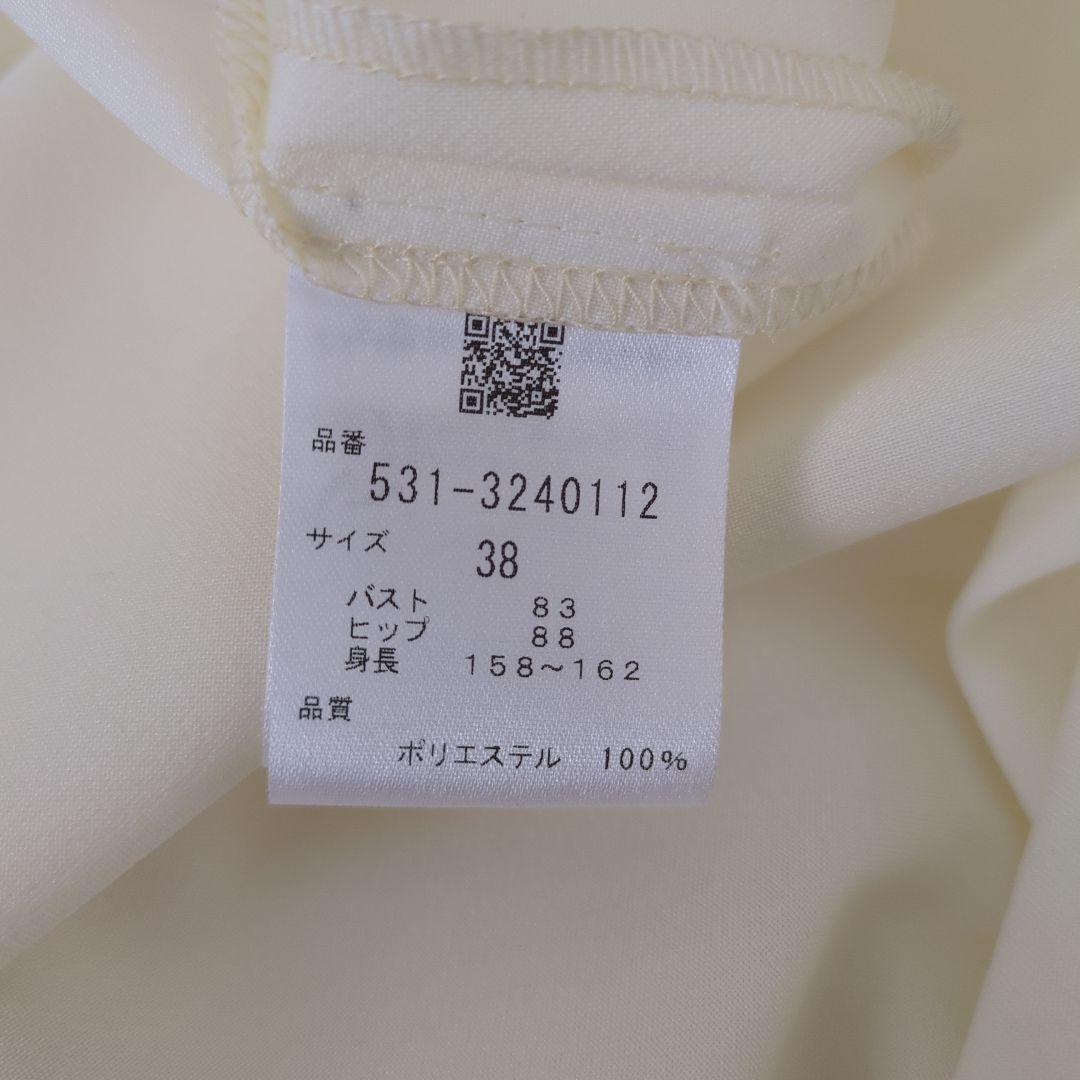 品番
531-3240112
サイズ 38
バスト 83
ヒップ 88
身長 158〜162
品質
ポリエステル 100%